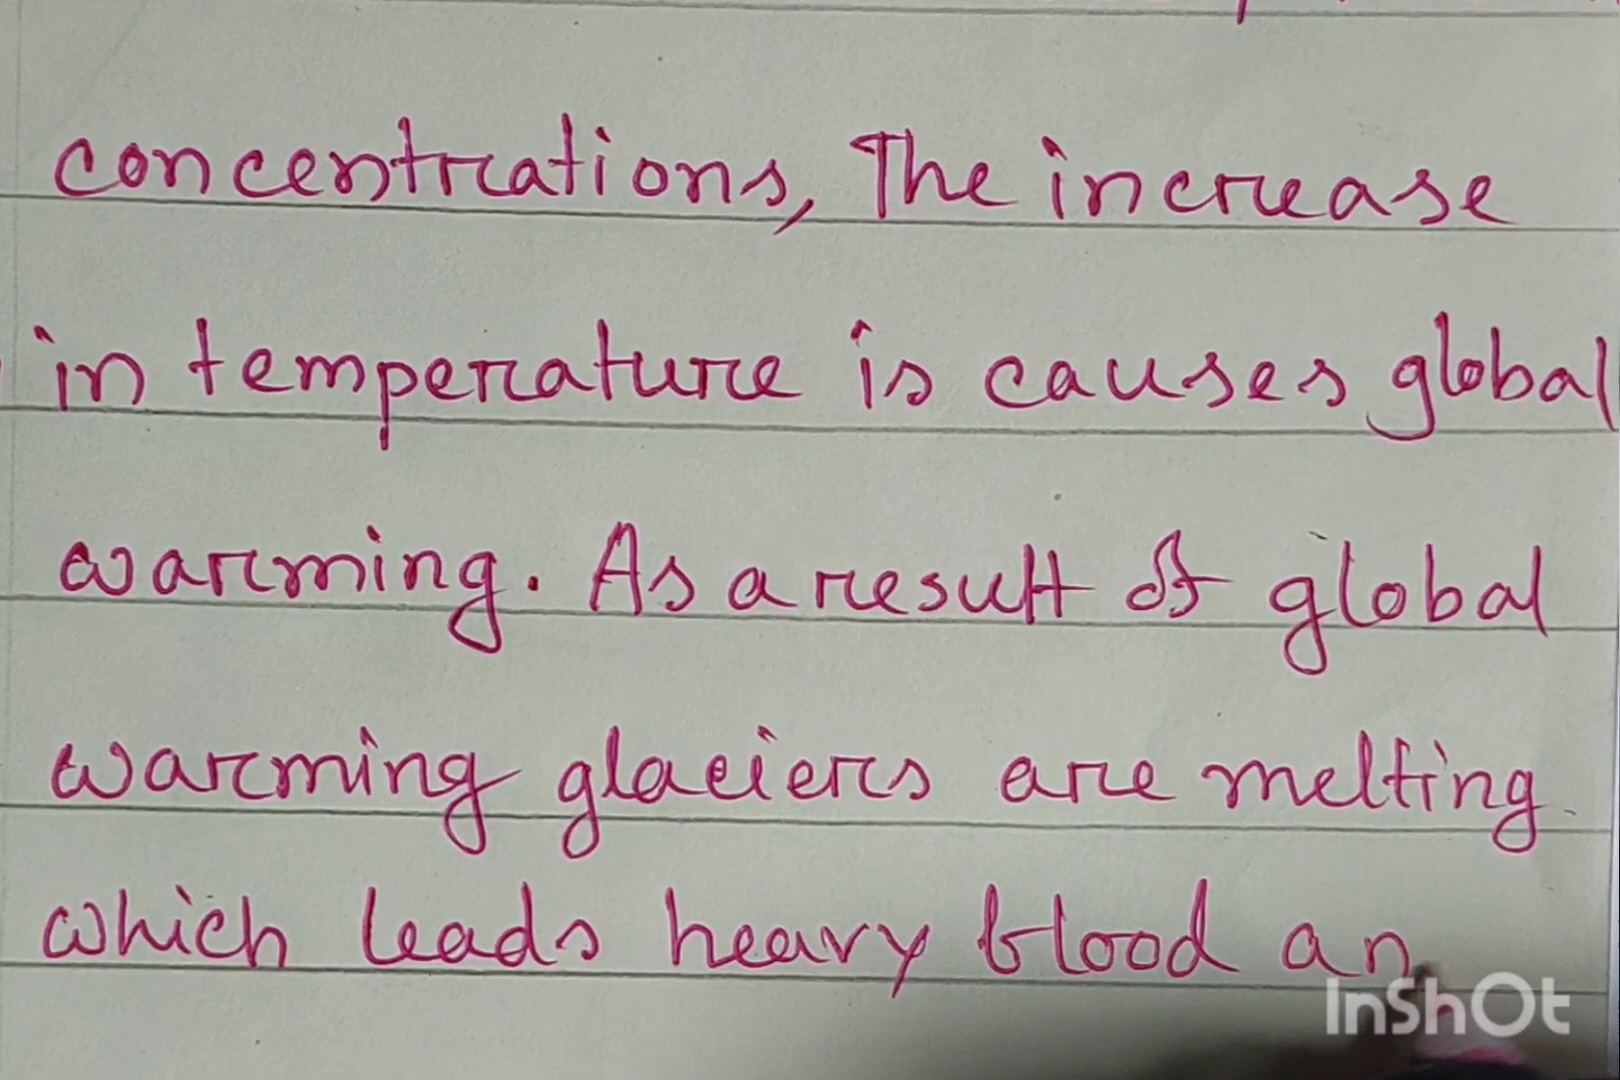 concentrations, The increase
in temperature is causes global
warming. As a result of global
warming glaciers are melting
which leads heavy blood an
InShOt